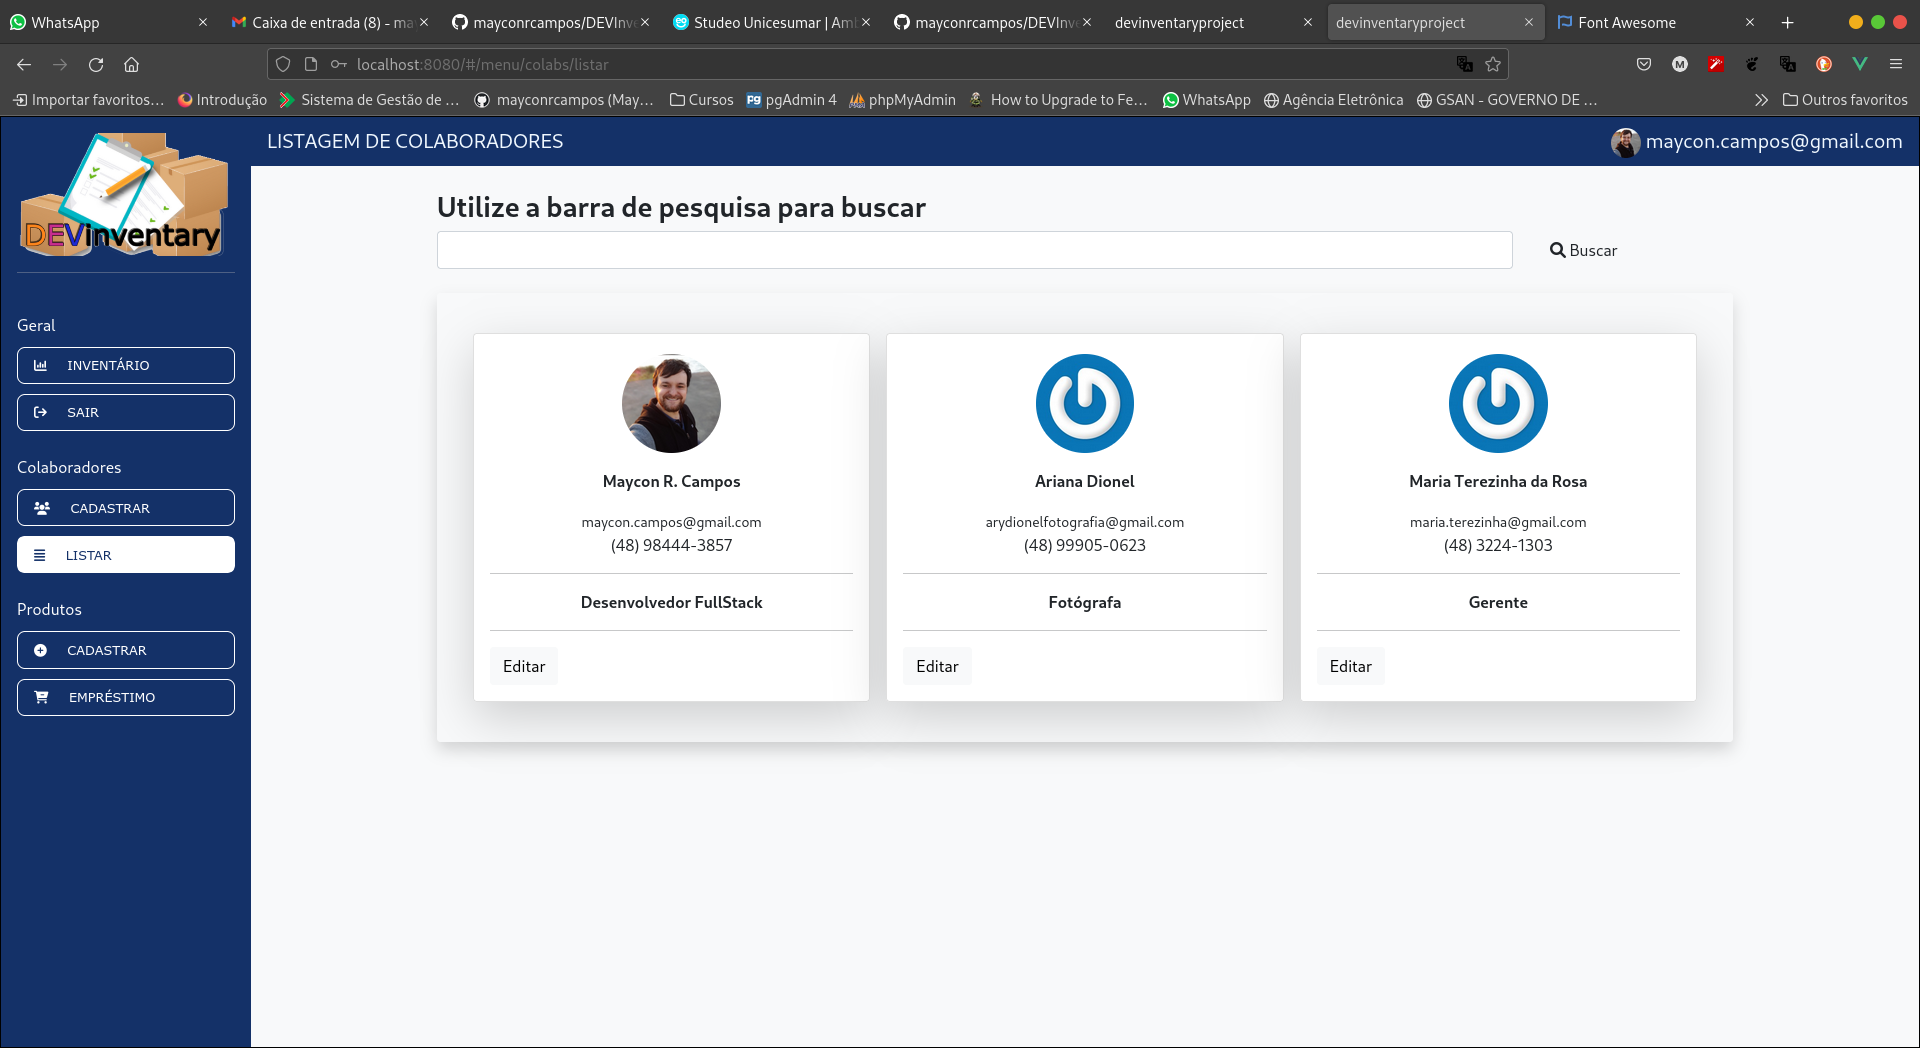 WhatsApp
Caixa de entrada (8) - ma
mayconrcampos/DEVInve
Studeo Unicesumar | Aml
mayconrcampos/DEVInve
devinventaryproject
devinventaryproject
Font Awesome
localhost:8080/#/menu/colabs/listar
Importar favoritos…
Introdução
Sistema de Gestão de …
mayconrcampos (May…
Cursos
pgAdmin 4
phpMyAdmin
How to Upgrade to Fe…
WhatsApp
Agência Eletrônica
GSAN - GOVERNO DE …
Outros favoritos
DEVinventary
LISTAGEM DE COLABORADORES
maycon.campos@gmail.com
Geral
INVENTÁRIO
SAIR
Colaboradores
CADASTRAR
LISTAR
Produtos
CADASTRAR
EMPRÉSTIMO
Utilize a barra de pesquisa para buscar
Buscar
Maycon R. Campos
maycon.campos@gmail.com
(48) 98444-3857
Desenvolvedor FullStack
Editar
Ariana Dionel
arydionelfotografia@gmail.com
(48) 99905-0623
Fotógrafa
Editar
Maria Terezinha da Rosa
maria.terezinha@gmail.com
(48) 3224-1303
Gerente
Editar